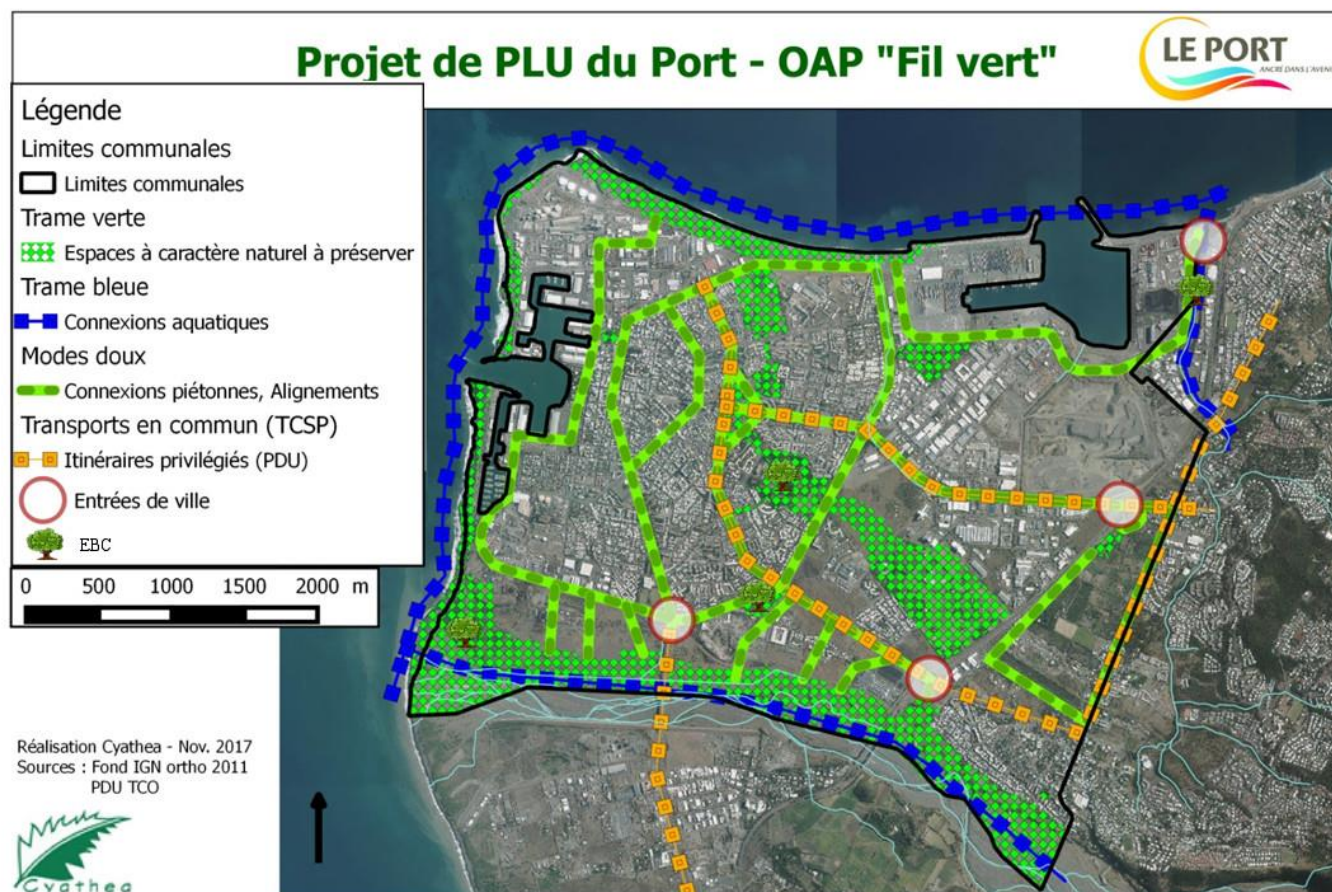 Projet de PLU du Port - OAP "Fil vert"
LE PORT
ANCRÉ DANS L'AVENIR
Légende
Limites communales
Limites communales
Trame verte
Espaces à caractère naturel à préserver
Trame bleue
Connexions aquatiques
Modes doux
Connexions piétonnes, Alignements
Transports en commun (TCSP)
Itinéraires privilégiés (PDU)
Entrées de ville
EBC
0 500 1000 1500 2000 m
Réalisation Cyathea - Nov. 2017
Sources : Fond IGN ortho 2011
PDU TCO
Cyathea